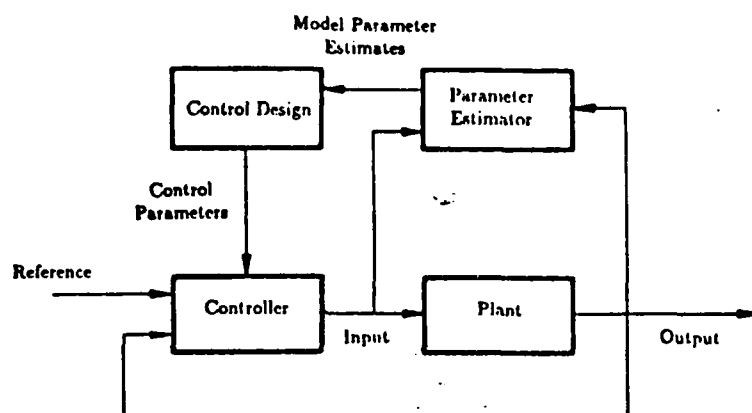 Model Parameter
Estimates
Control Design
Parameter
Estimator
Control
Parameters
Reference
Controller
Input
Plant
Output